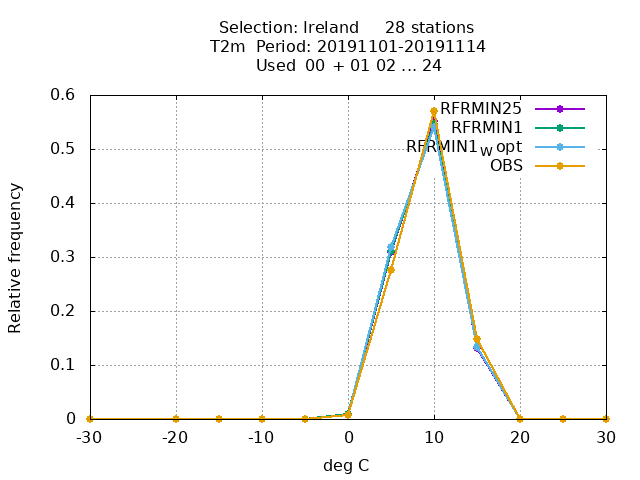 Selection: Ireland 28 stations
T2m Period: 20191101-20191114
Used 00 + 01 02 ... 24
0.6
0.5
0.4
0.3
0.2
0.1
0
Relative frequency
RFRMIN25
RFRMIN1
RFRMIN1w opt
OBS
-30 -20 -10 0 10 20 30
deg C